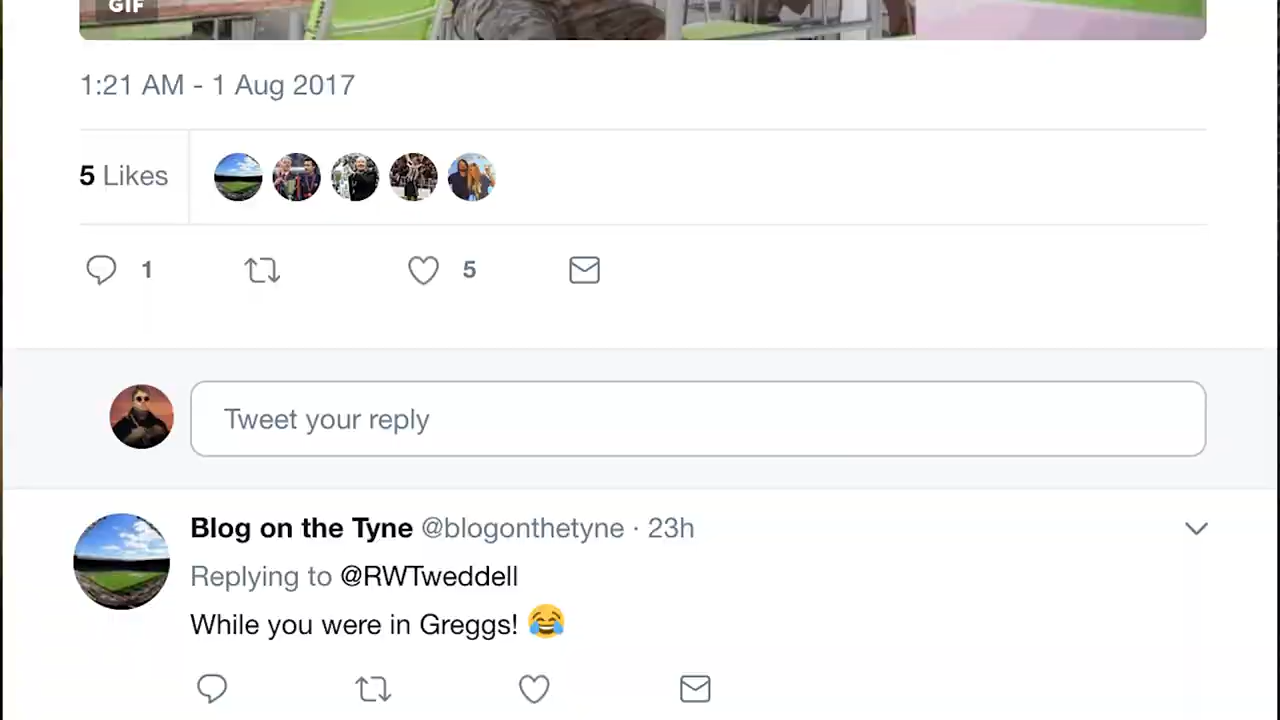 GIF
1:21 AM - 1 Aug 2017
5 Likes
1 5
Tweet your reply
Blog on the Tyne @blogonthetyne · 23h
Replying to @RWTweddell
While you were in Greggs! 😂